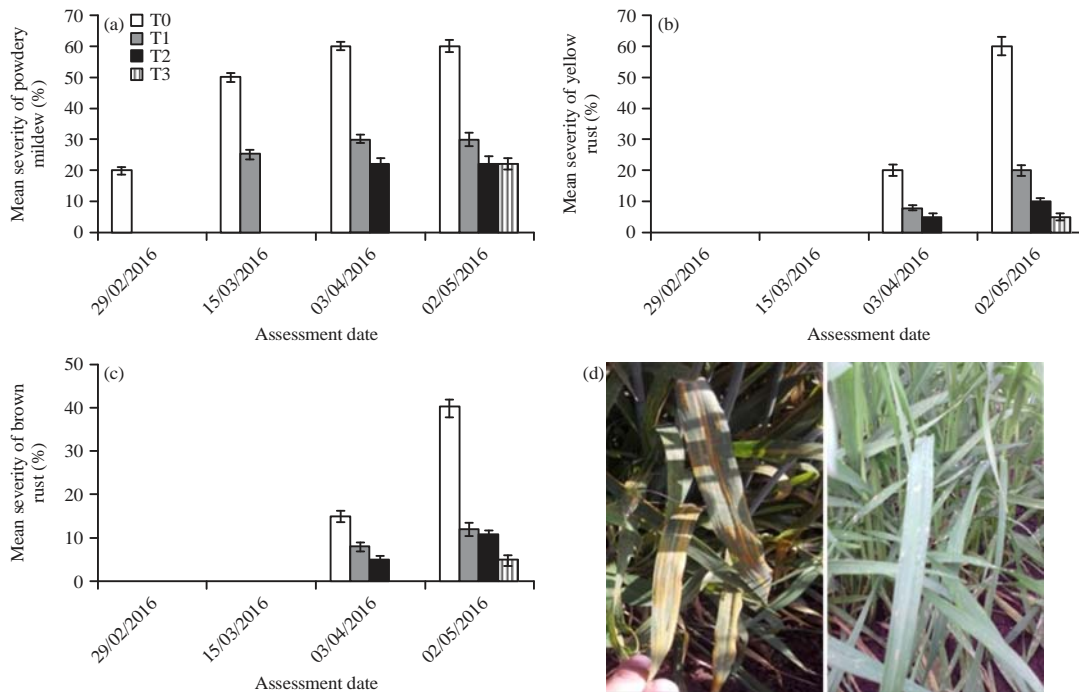 (a)
T0
T1
T2
T3
Mean severity of powdery
mildew (%)
70
60
50
40
30
20
10
0
29/02/2016
15/03/2016
03/04/2016
02/05/2016
Assessment date
(b)
Mean severity of yellow
rust (%)
70
60
50
40
30
20
10
0
29/02/2016
15/03/2016
03/04/2016
02/05/2016
Assessment date
(c)
Mean severity of brown
rust (%)
50
40
30
20
10
0
29/02/2016
15/03/2016
03/04/2016
02/05/2016
Assessment date
(d)